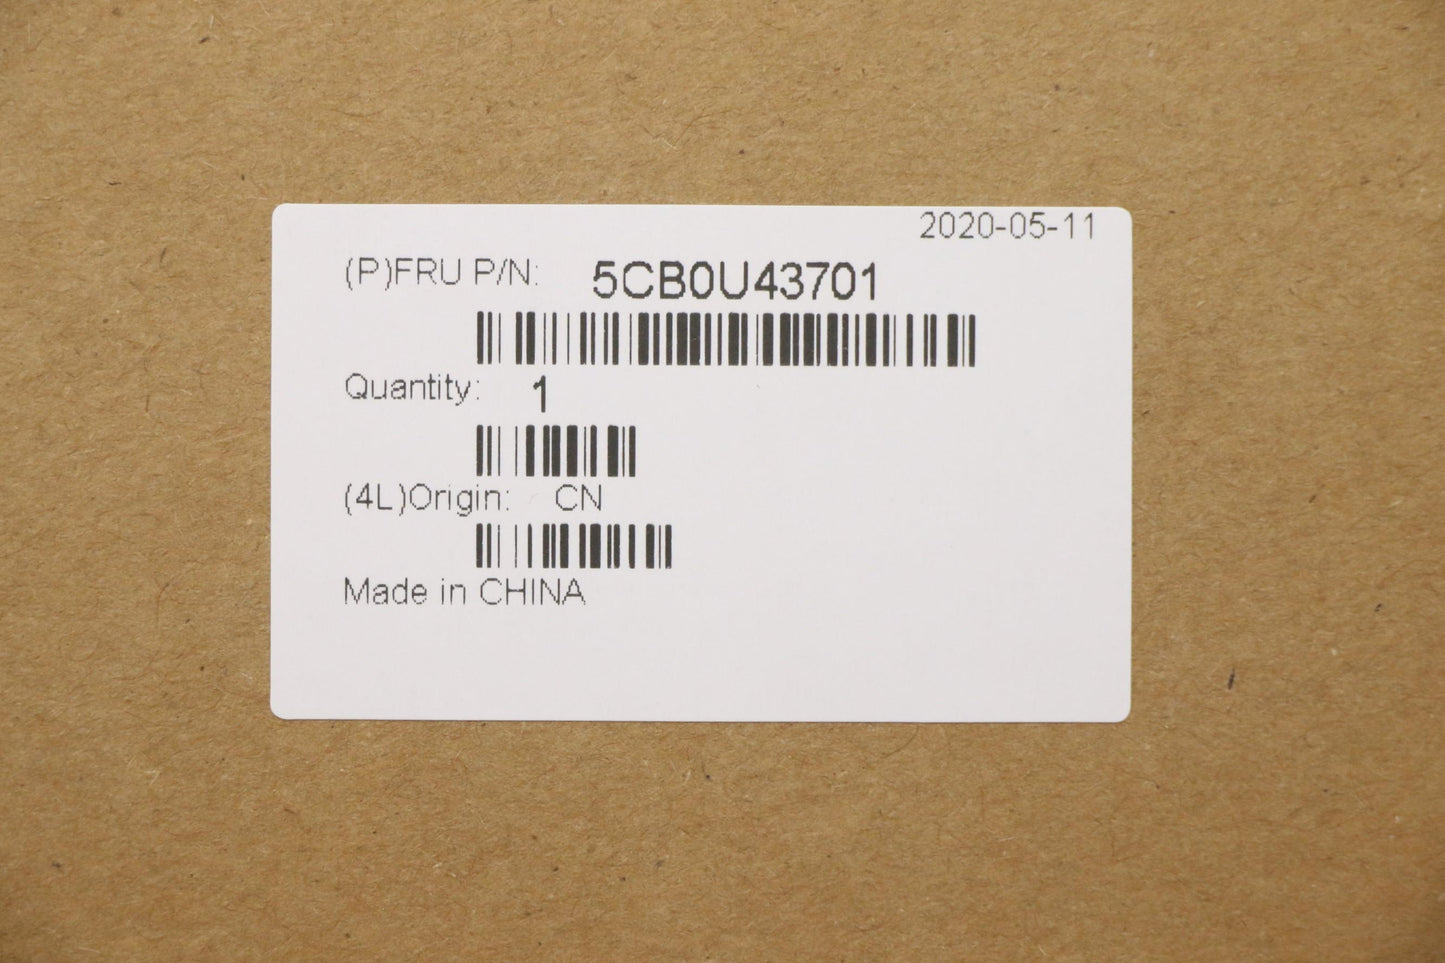 2020-05-11
(P)FRU P/N: 5CB0U43701
Quantity: 1
(4L)Origin: CN
Made in CHINA